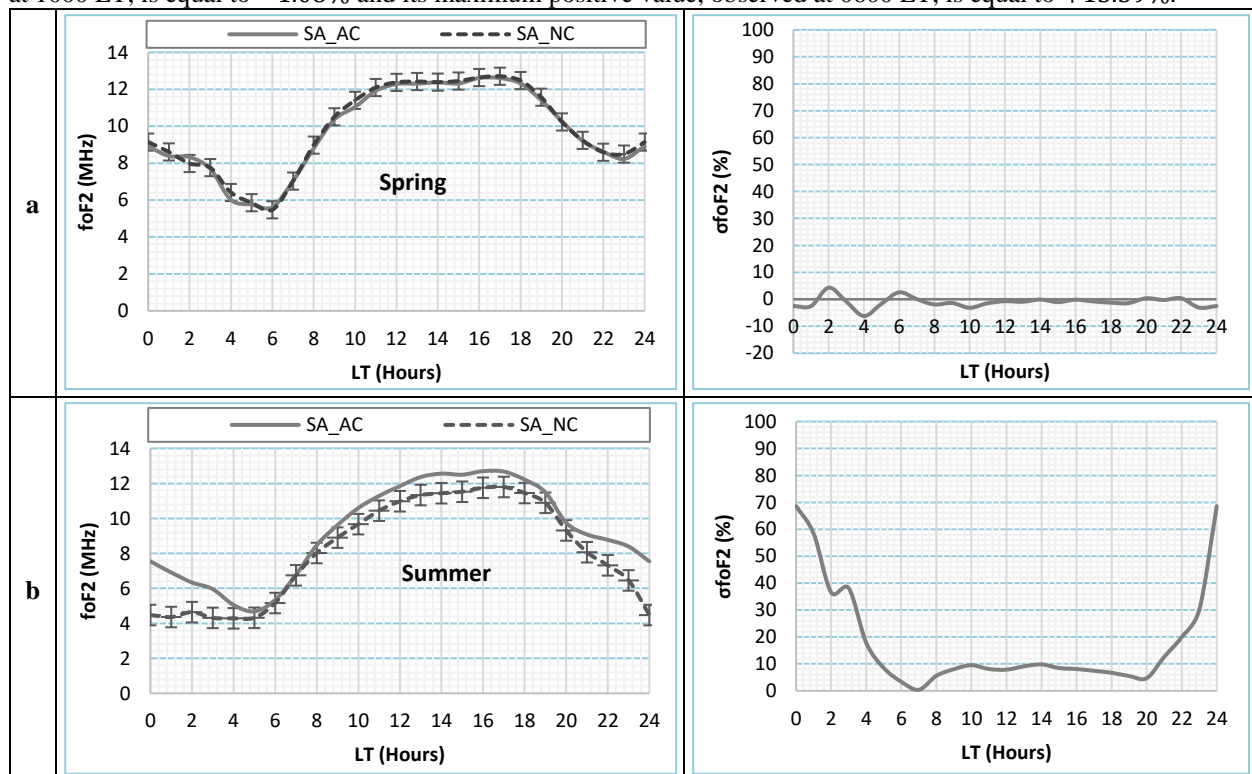 at 1600 LT, is equal to −1.08% and its maximum positive value, observed at 0600 LT, is equal to +15.59%.
a
SA_AC SA_NC
14
12
10
8
6
4
2
0
foF2 (MHz)
Spring
0 2 4 6 8 10 12 14 16 18 20 22 24
LT (Hours)
100
90
80
70
60
50
40
30
20
10
0
-10
-20
σfoF2 (%)
0 2 4 6 8 10 12 14 16 18 20 22 24
LT (Hours)
b
SA_AC SA_NC
14
12
10
8
6
4
2
0
foF2 (MHz)
Summer
0 2 4 6 8 10 12 14 16 18 20 22 24
LT (Hours)
100
90
80
70
60
50
40
30
20
10
0
σfoF2 (%)
0 2 4 6 8 10 12 14 16 18 20 22 24
LT (Hours)